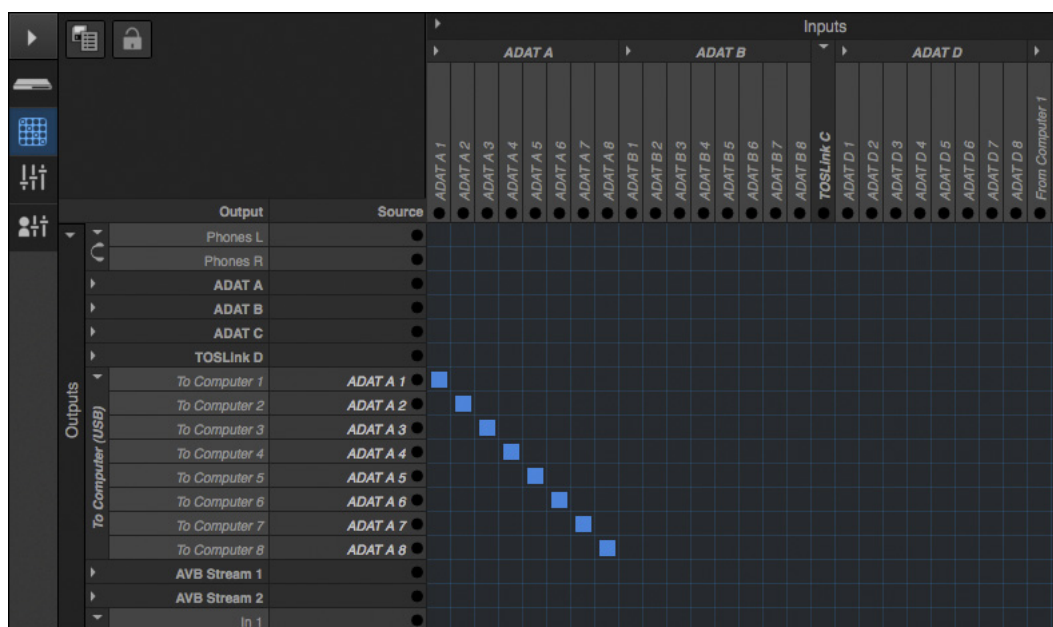 Inputs
ADAT A
ADAT B
ADAT D
ADAT A 1
ADAT A 2
ADAT A 3
ADAT A 4
ADAT A 5
ADAT A 6
ADAT A 7
ADAT A 8
ADAT B 1
ADAT B 2
ADAT B 3
ADAT B 4
ADAT B 5
ADAT B 6
ADAT B 7
ADAT B 8
TOSLink C
ADAT D 1
ADAT D 2
ADAT D 3
ADAT D 4
ADAT D 5
ADAT D 6
ADAT D 7
ADAT D 8
From Computer 1
Output Source
Outputs
Phones L
Phones R
ADAT A
ADAT B
ADAT C
TOSLink D
To Computer (USB)
To Computer 1 ADAT A 1
To Computer 2 ADAT A 2
To Computer 3 ADAT A 3
To Computer 4 ADAT A 4
To Computer 5 ADAT A 5
To Computer 6 ADAT A 6
To Computer 7 ADAT A 7
To Computer 8 ADAT A 8
AVB Stream 1
AVB Stream 2
In 1